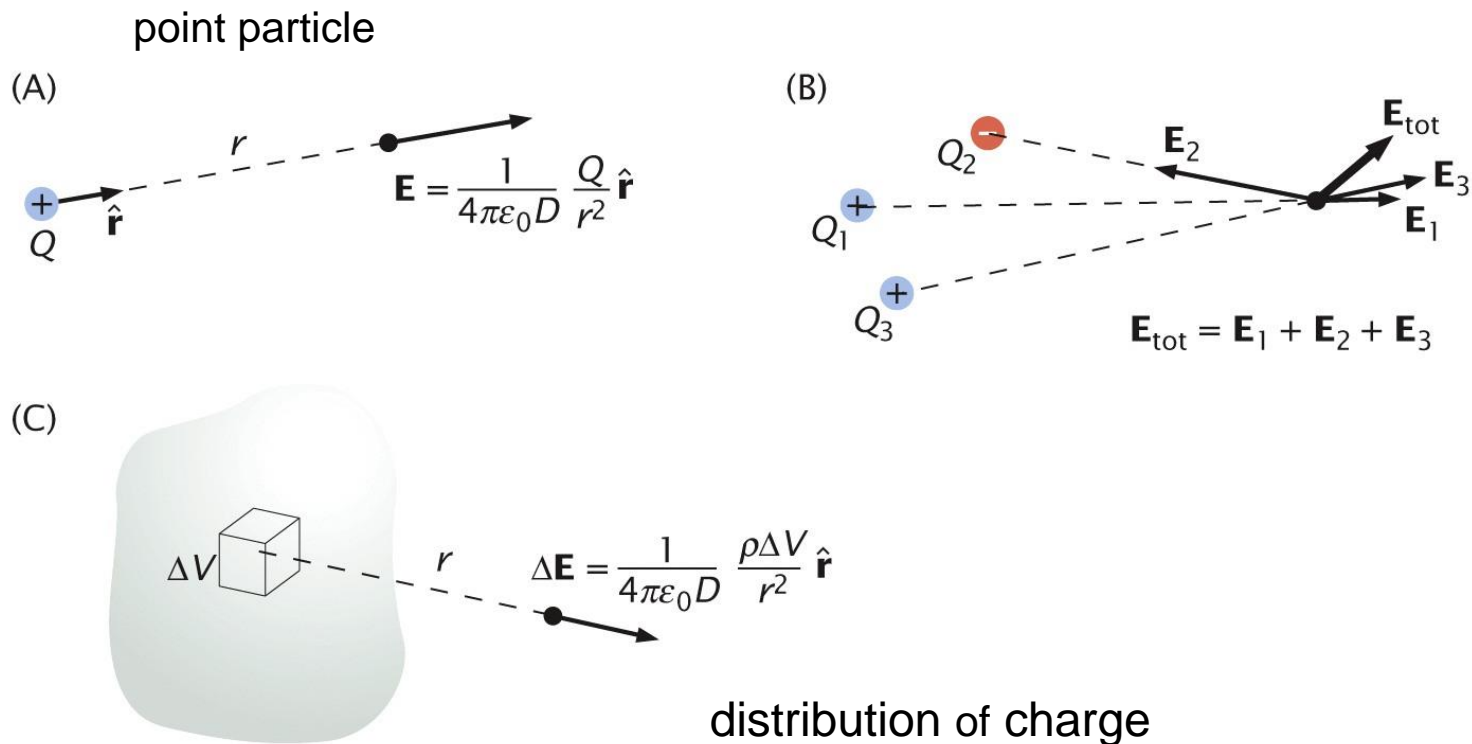 point particle
(A)
r
E = 1/(4πε₀D) Q/r² r̂
+
Q
r̂
(B)
−
Q₂
E₂
E_tot
E₃
E₁
+
Q₁
+
Q₃
E_tot = E₁ + E₂ + E₃
(C)
ΔV
r
ΔE = 1/(4πε₀D) ρΔV/r² r̂
distribution of charge